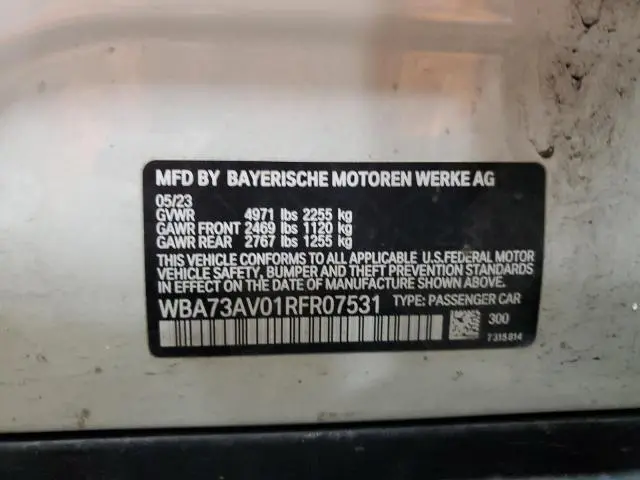 MFD BY BAYERISCHE MOTOREN WERKE AG
05/23
GVWR 4971 lbs 2255 kg
GAWR FRONT 2469 lbs 1120 kg
GAWR REAR 2767 lbs 1255 kg
THIS VEHICLE CONFORMS TO ALL APPLICABLE U.S.FEDERAL MOTOR
VEHICLE SAFETY, BUMPER AND THEFT PREVENTION STANDARDS
IN EFFECT ON THE DATE OF MANUFACTURE SHOWN ABOVE.
WBA73AV01RFR07531 TYPE: PASSENGER CAR
300
7315814